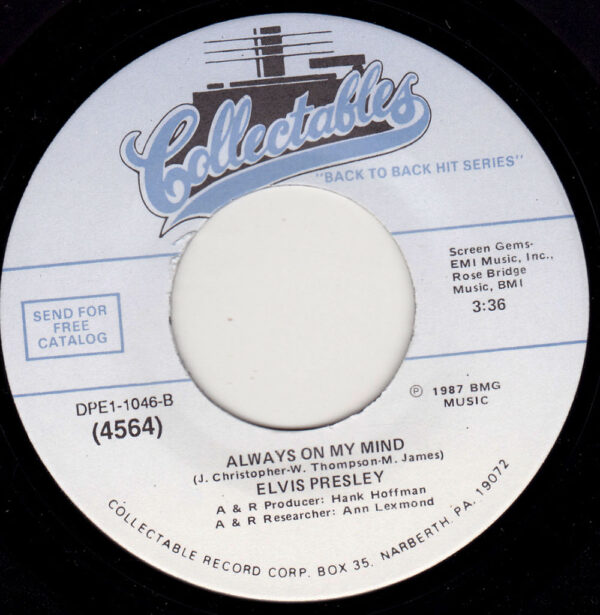 Collectables
"BACK TO BACK HIT SERIES"
Screen Gems-
EMI Music, Inc.,
Rose Bridge
Music, BMI
3:36
SEND FOR
FREE
CATALOG
DPE1-1046-B
(4564)
℗ 1987 BMG
MUSIC
ALWAYS ON MY MIND
(J. Christopher-W. Thompson-M. James)
ELVIS PRESLEY
A & R Producer: Hank Hoffman
A & R Researcher: Ann Lexmond
COLLECTABLE RECORD CORP. BOX 35, NARBERTH, PA. 19072